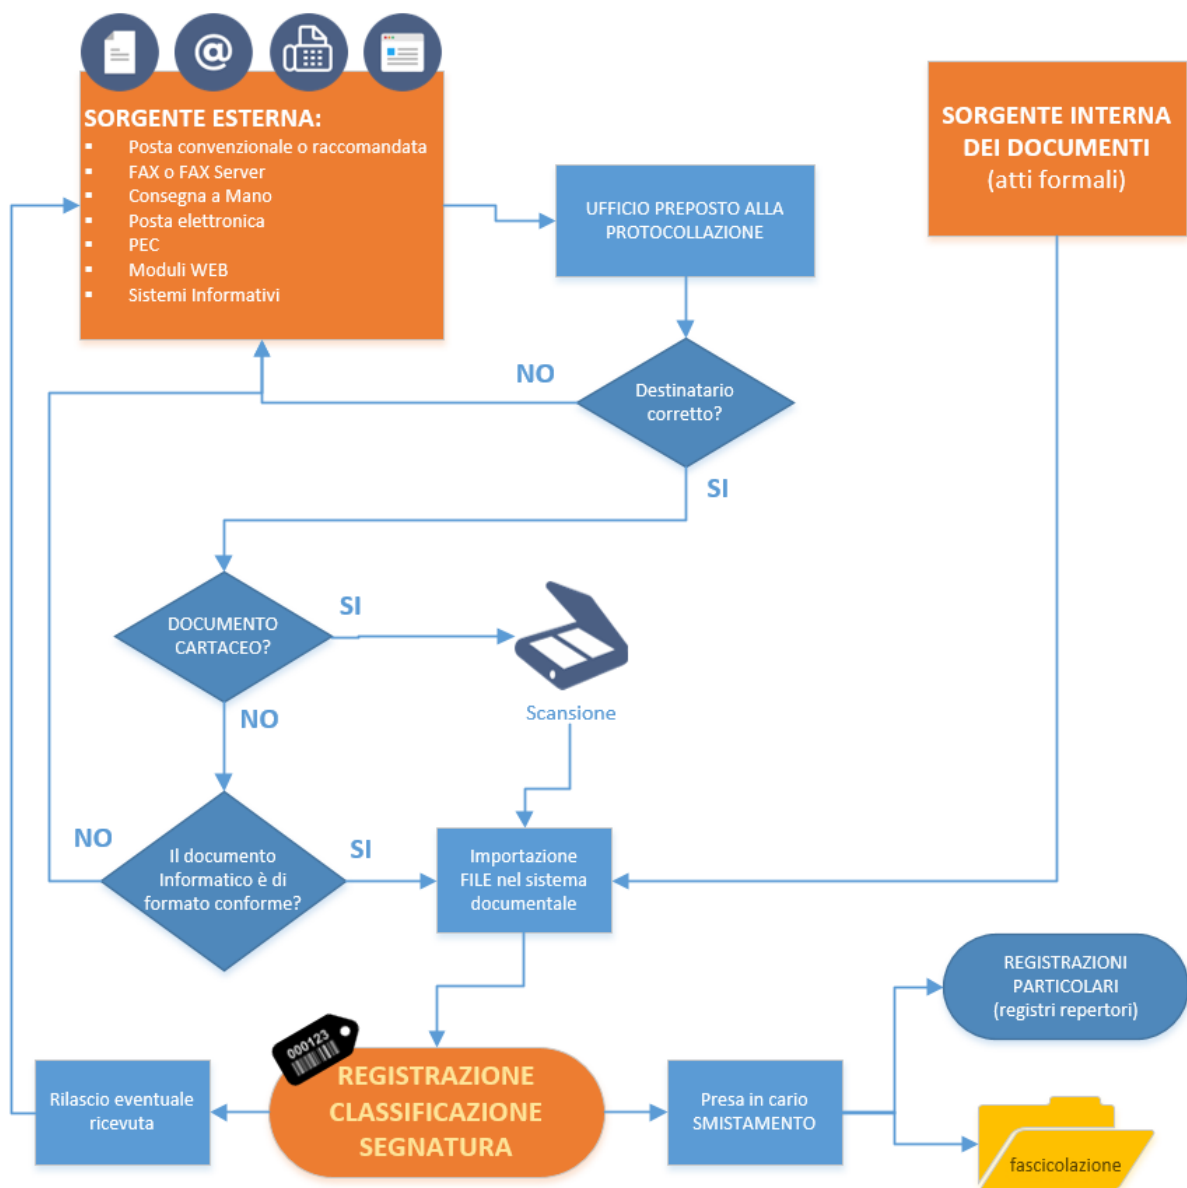 @
SORGENTE ESTERNA:
▪ Posta convenzionale o raccomandata
▪ FAX o FAX Server
▪ Consegna a Mano
▪ Posta elettronica
▪ PEC
▪ Moduli WEB
▪ Sistemi Informativi
SORGENTE INTERNA
DEI DOCUMENTI
(atti formali)
UFFICIO PREPOSTO ALLA
PROTOCOLLAZIONE
NO
Destinatario
corretto?
SI
DOCUMENTO
CARTACEO?
SI
Scansione
NO
NO
Il documento
Informatico è di
formato conforme?
SI
Importazione
FILE nel sistema
documentale
REGISTRAZIONI
PARTICOLARI
(registri repertori)
000123
Rilascio eventuale
ricevuta
REGISTRAZIONE
CLASSIFICAZIONE
SEGNATURA
Presa in cario
SMISTAMENTO
fascicolazione